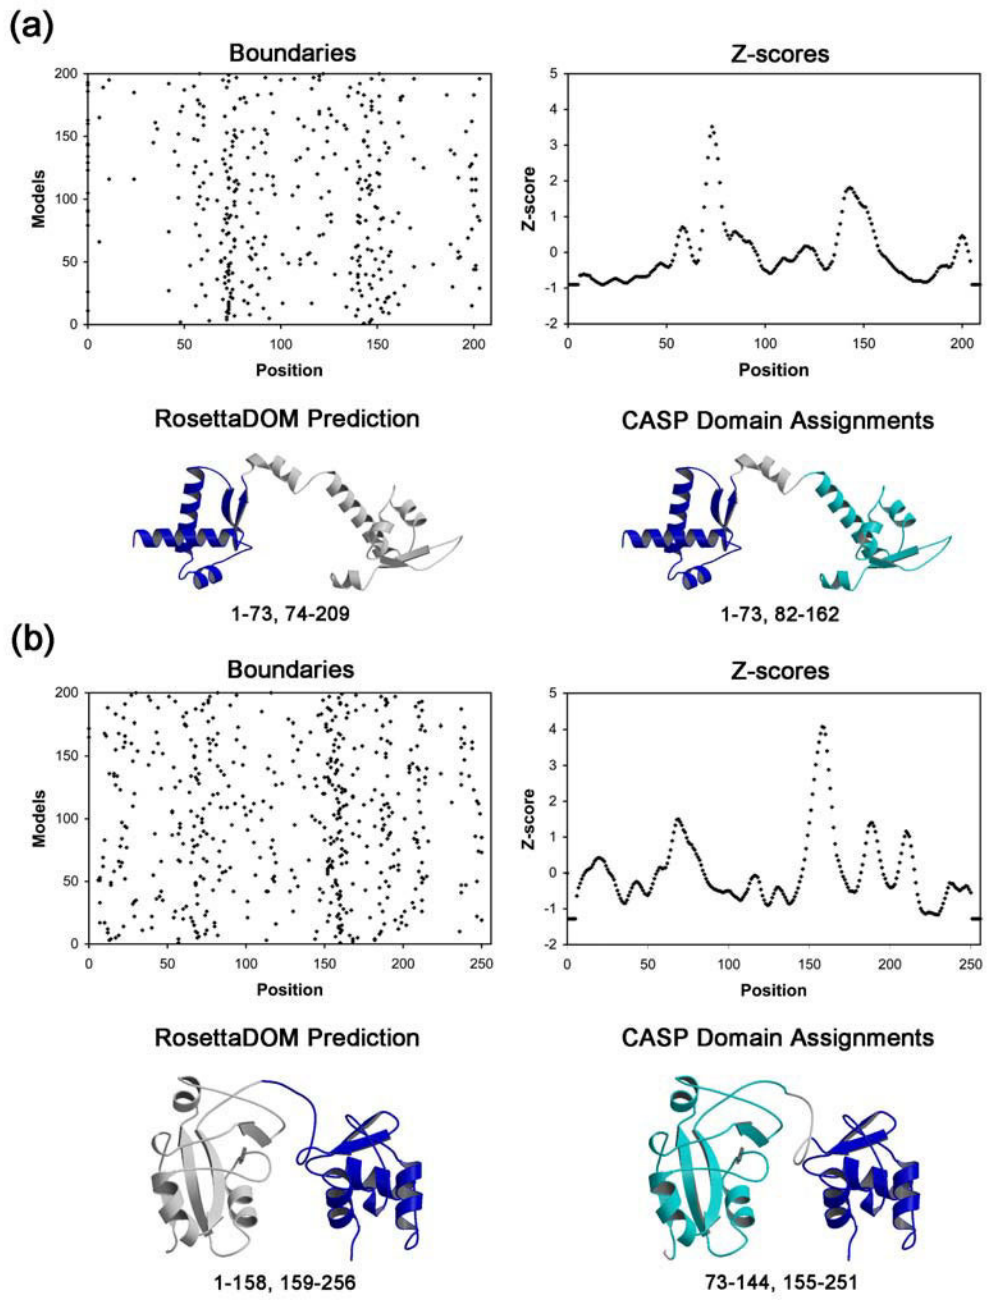 (a)
Boundaries
Z-scores
200
150
100
50
0
Models
0
50
100
150
200
Position
5
4
3
2
1
0
-1
-2
Z-score
0
50
100
150
200
Position
RosettaDOM Prediction
CASP Domain Assignments
1-73, 74-209
1-73, 82-162
(b)
Boundaries
Z-scores
200
150
100
50
0
Models
0
50
100
150
200
250
Position
5
4
3
2
1
0
-1
-2
Z-score
0
50
100
150
200
250
Position
RosettaDOM Prediction
CASP Domain Assignments
1-158, 159-256
73-144, 155-251